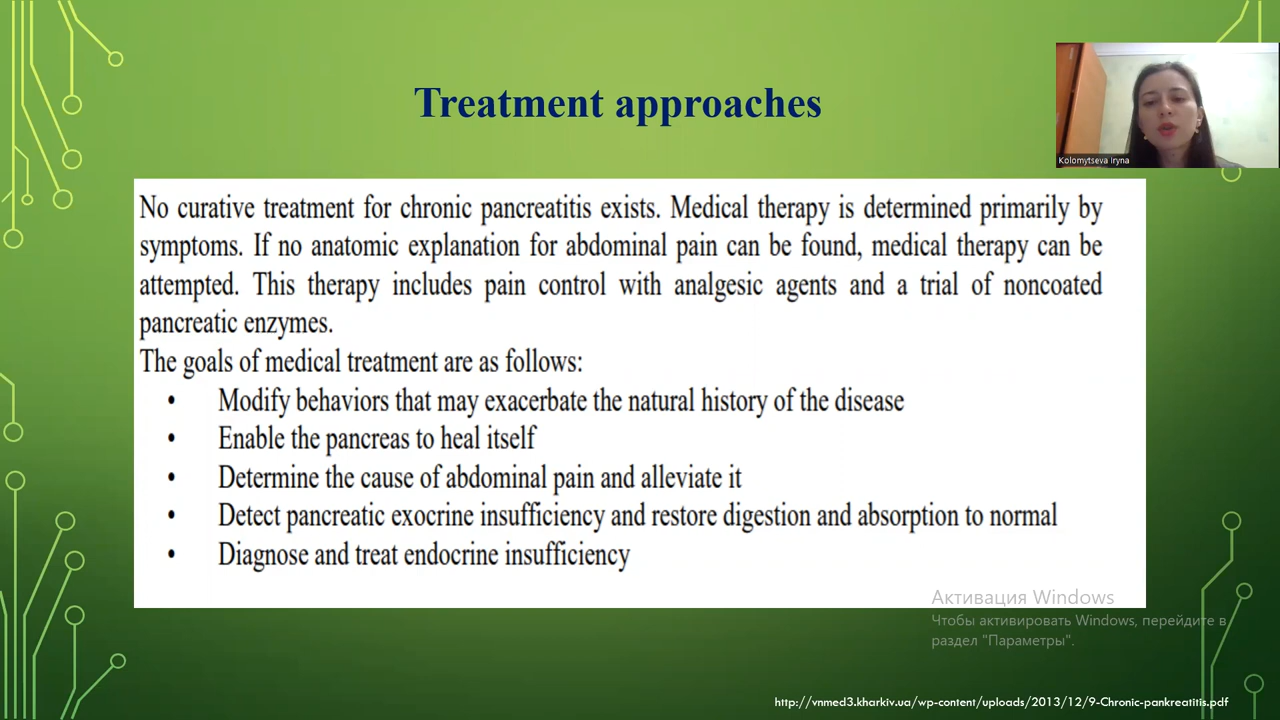 Treatment approaches
Kolomytseva Iryna
No curative treatment for chronic pancreatitis exists. Medical therapy is determined primarily by
symptoms. If no anatomic explanation for abdominal pain can be found, medical therapy can be
attempted. This therapy includes pain control with analgesic agents and a trial of noncoated
pancreatic enzymes.
The goals of medical treatment are as follows:
• Modify behaviors that may exacerbate the natural history of the disease
• Enable the pancreas to heal itself
• Determine the cause of abdominal pain and alleviate it
• Detect pancreatic exocrine insufficiency and restore digestion and absorption to normal
• Diagnose and treat endocrine insufficiency
Активация Windows
Чтобы активировать Windows, перейдите в
раздел "Параметры".
http://vnmed3.kharkiv.ua/wp-content/uploads/2013/12/9-Chronic-pankreatitis.pdf